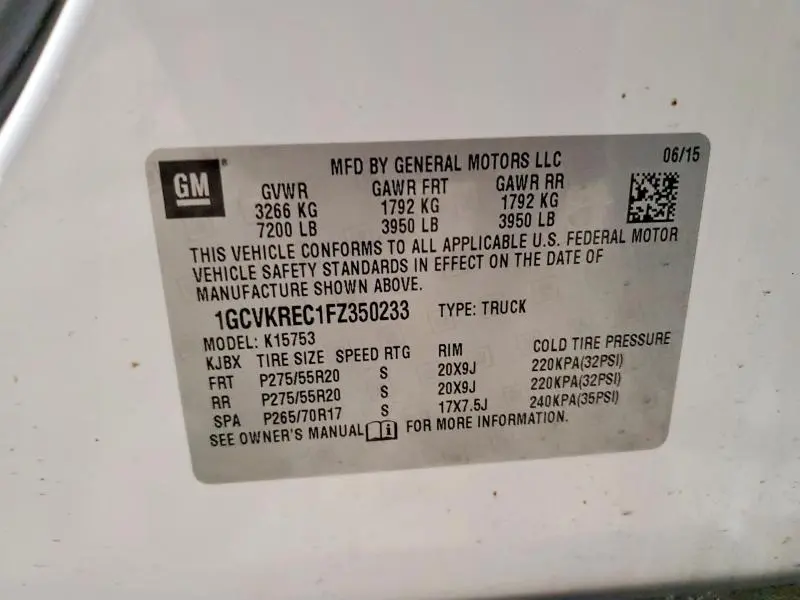 GM®
MFD BY GENERAL MOTORS LLC 06/15
GVWR GAWR FRT GAWR RR
3266 KG 1792 KG 1792 KG
7200 LB 3950 LB 3950 LB
THIS VEHICLE CONFORMS TO ALL APPLICABLE U.S. FEDERAL MOTOR
VEHICLE SAFETY STANDARDS IN EFFECT ON THE DATE OF
MANUFACTURE SHOWN ABOVE.
1GCVKREC1FZ350233 TYPE: TRUCK
MODEL: K15753
KJBX TIRE SIZE SPEED RTG RIM COLD TIRE PRESSURE
FRT P275/55R20 S 20X9J 220KPA(32PSI)
RR P275/55R20 S 20X9J 220KPA(32PSI)
SPA P265/70R17 S 17X7.5J 240KPA(35PSI)
SEE OWNER'S MANUAL i FOR MORE INFORMATION.